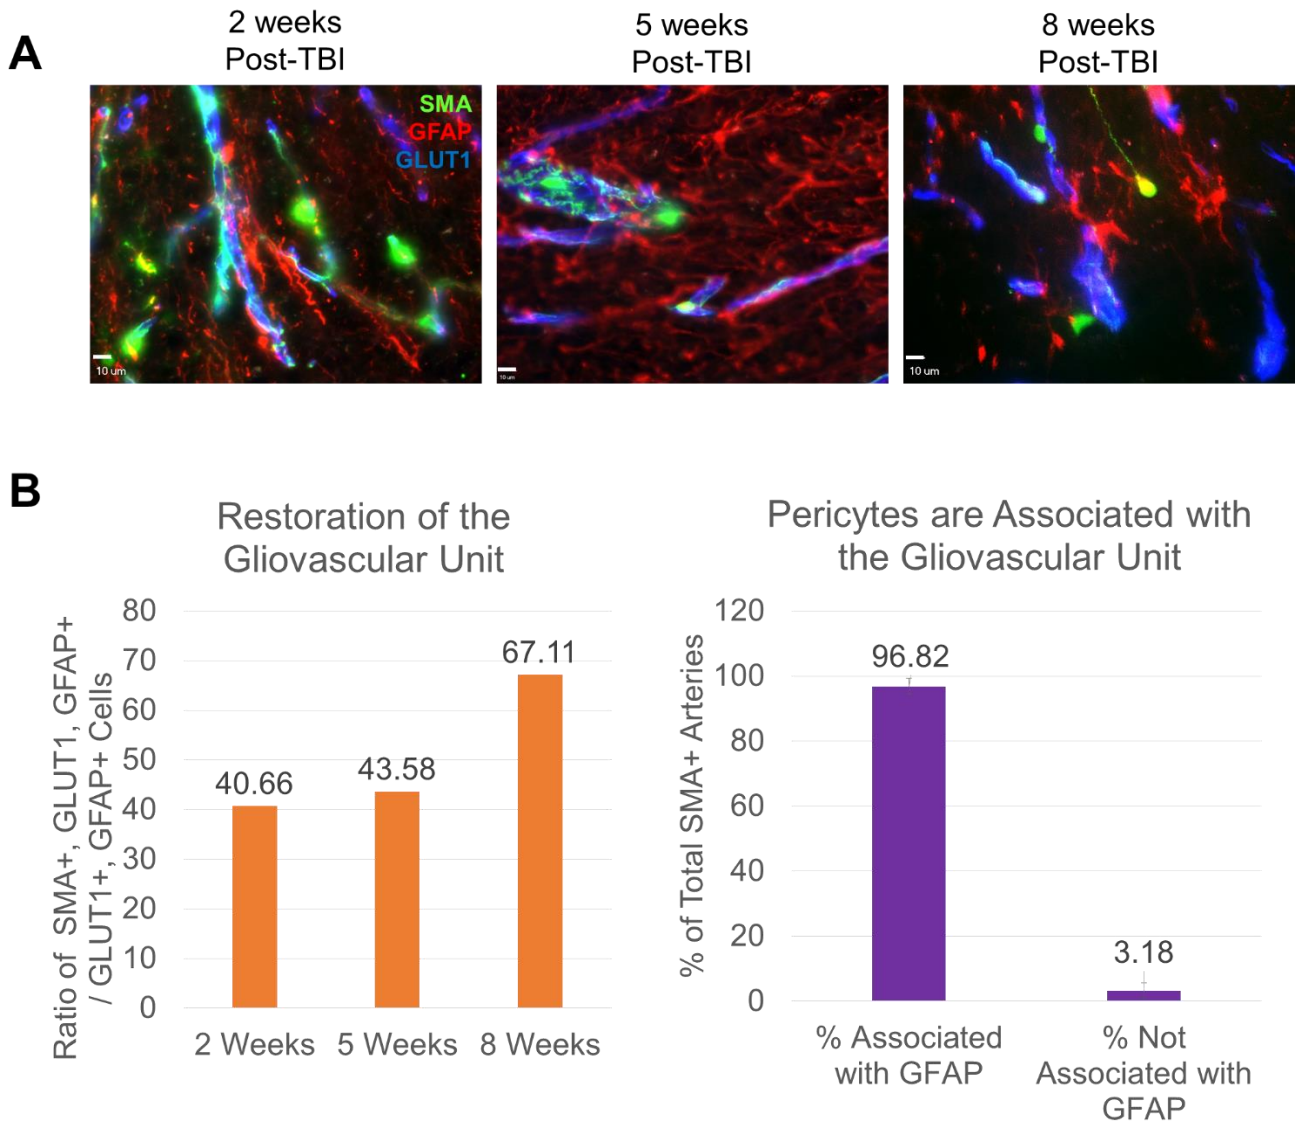 A
2 weeks
Post-TBI
5 weeks
Post-TBI
8 weeks
Post-TBI
SMA
GFAP
GLUT1
10 um
10 um
10 um
B
Restoration of the
Gliovascular Unit
Ratio of SMA+, GLUT1, GFAP+
/ GLUT1+, GFAP+ Cells
80
70
60
50
40
30
20
10
0
40.66
43.58
67.11
2 Weeks
5 Weeks
8 Weeks
Pericytes are Associated with
the Gliovascular Unit
% of Total SMA+ Arteries
120
100
80
60
40
20
0
96.82
3.18
% Associated
with GFAP
% Not
Associated with
GFAP